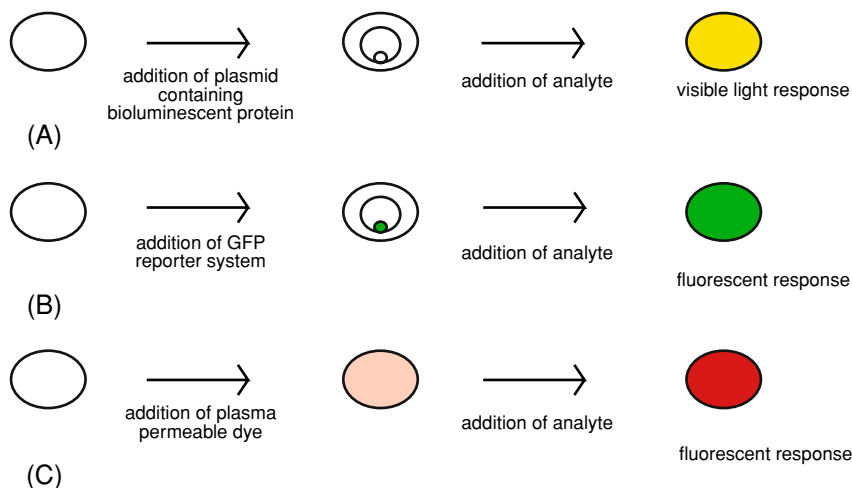 addition of plasmid
containing
bioluminescent protein
addition of analyte
visible light response
(A)
addition of GFP
reporter system
addition of analyte
fluorescent response
(B)
addition of plasma
permeable dye
addition of analyte
fluorescent response
(C)